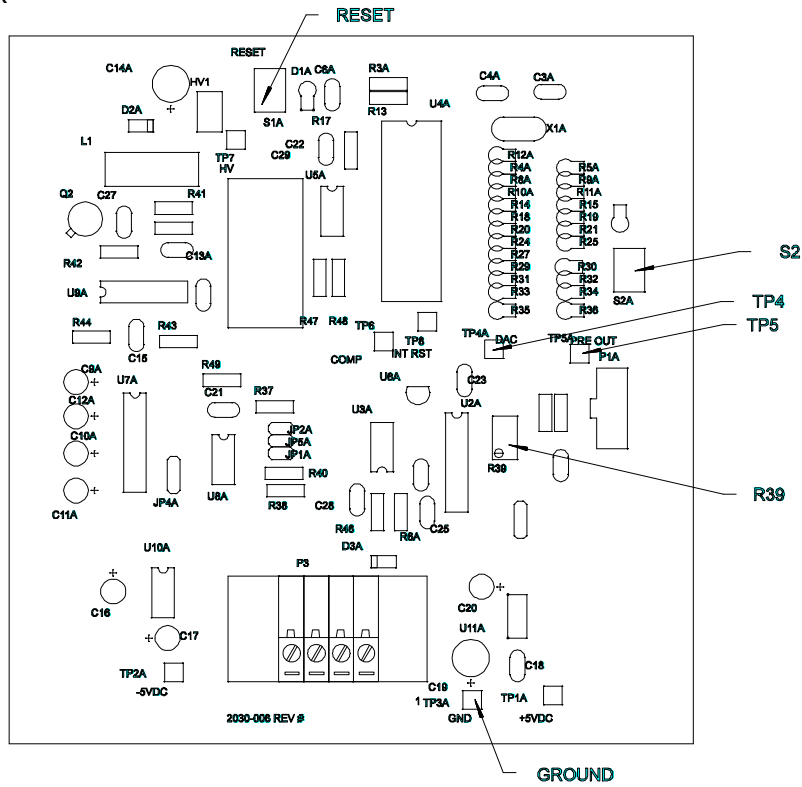 RESET
RESET
C14A
HV1
D1A
C6A
R3A
C4A
C3A
D2A
S1A
R17
R13
U4A
X1A
L1
TP7
HV
C22
C29
U5A
R12A
R4A
R5A
R8A
R9A
R10A
R11A
R14
R15
R18
R19
R20
R21
R24
R25
R27
R29
R30
R31
R32
R33
R34
R35
R36
Q2
C27
R41
R42
C13A
S2
S2A
U9A
TP4
TP5
R44
C15
R43
R47
R48
TP6
TP8
INT RST
COMP
TP4A
DAC
TP5A
PRE OUT
P1A
C9A
U7A
R49
C12A
C21
R37
U6A
C23
U2A
C10A
JP2A
JP5A
JP1A
U3A
R39
R39
C11A
JP4A
U8A
R40
R38
C28
R46
R6A
C25
U10A
D3A
P3
C16
C20
C17
U11A
TP2A
-5VDC
C19
C18
1
TP3A
TP1A
GND
+5VDC
2030-006 REV #
GROUND